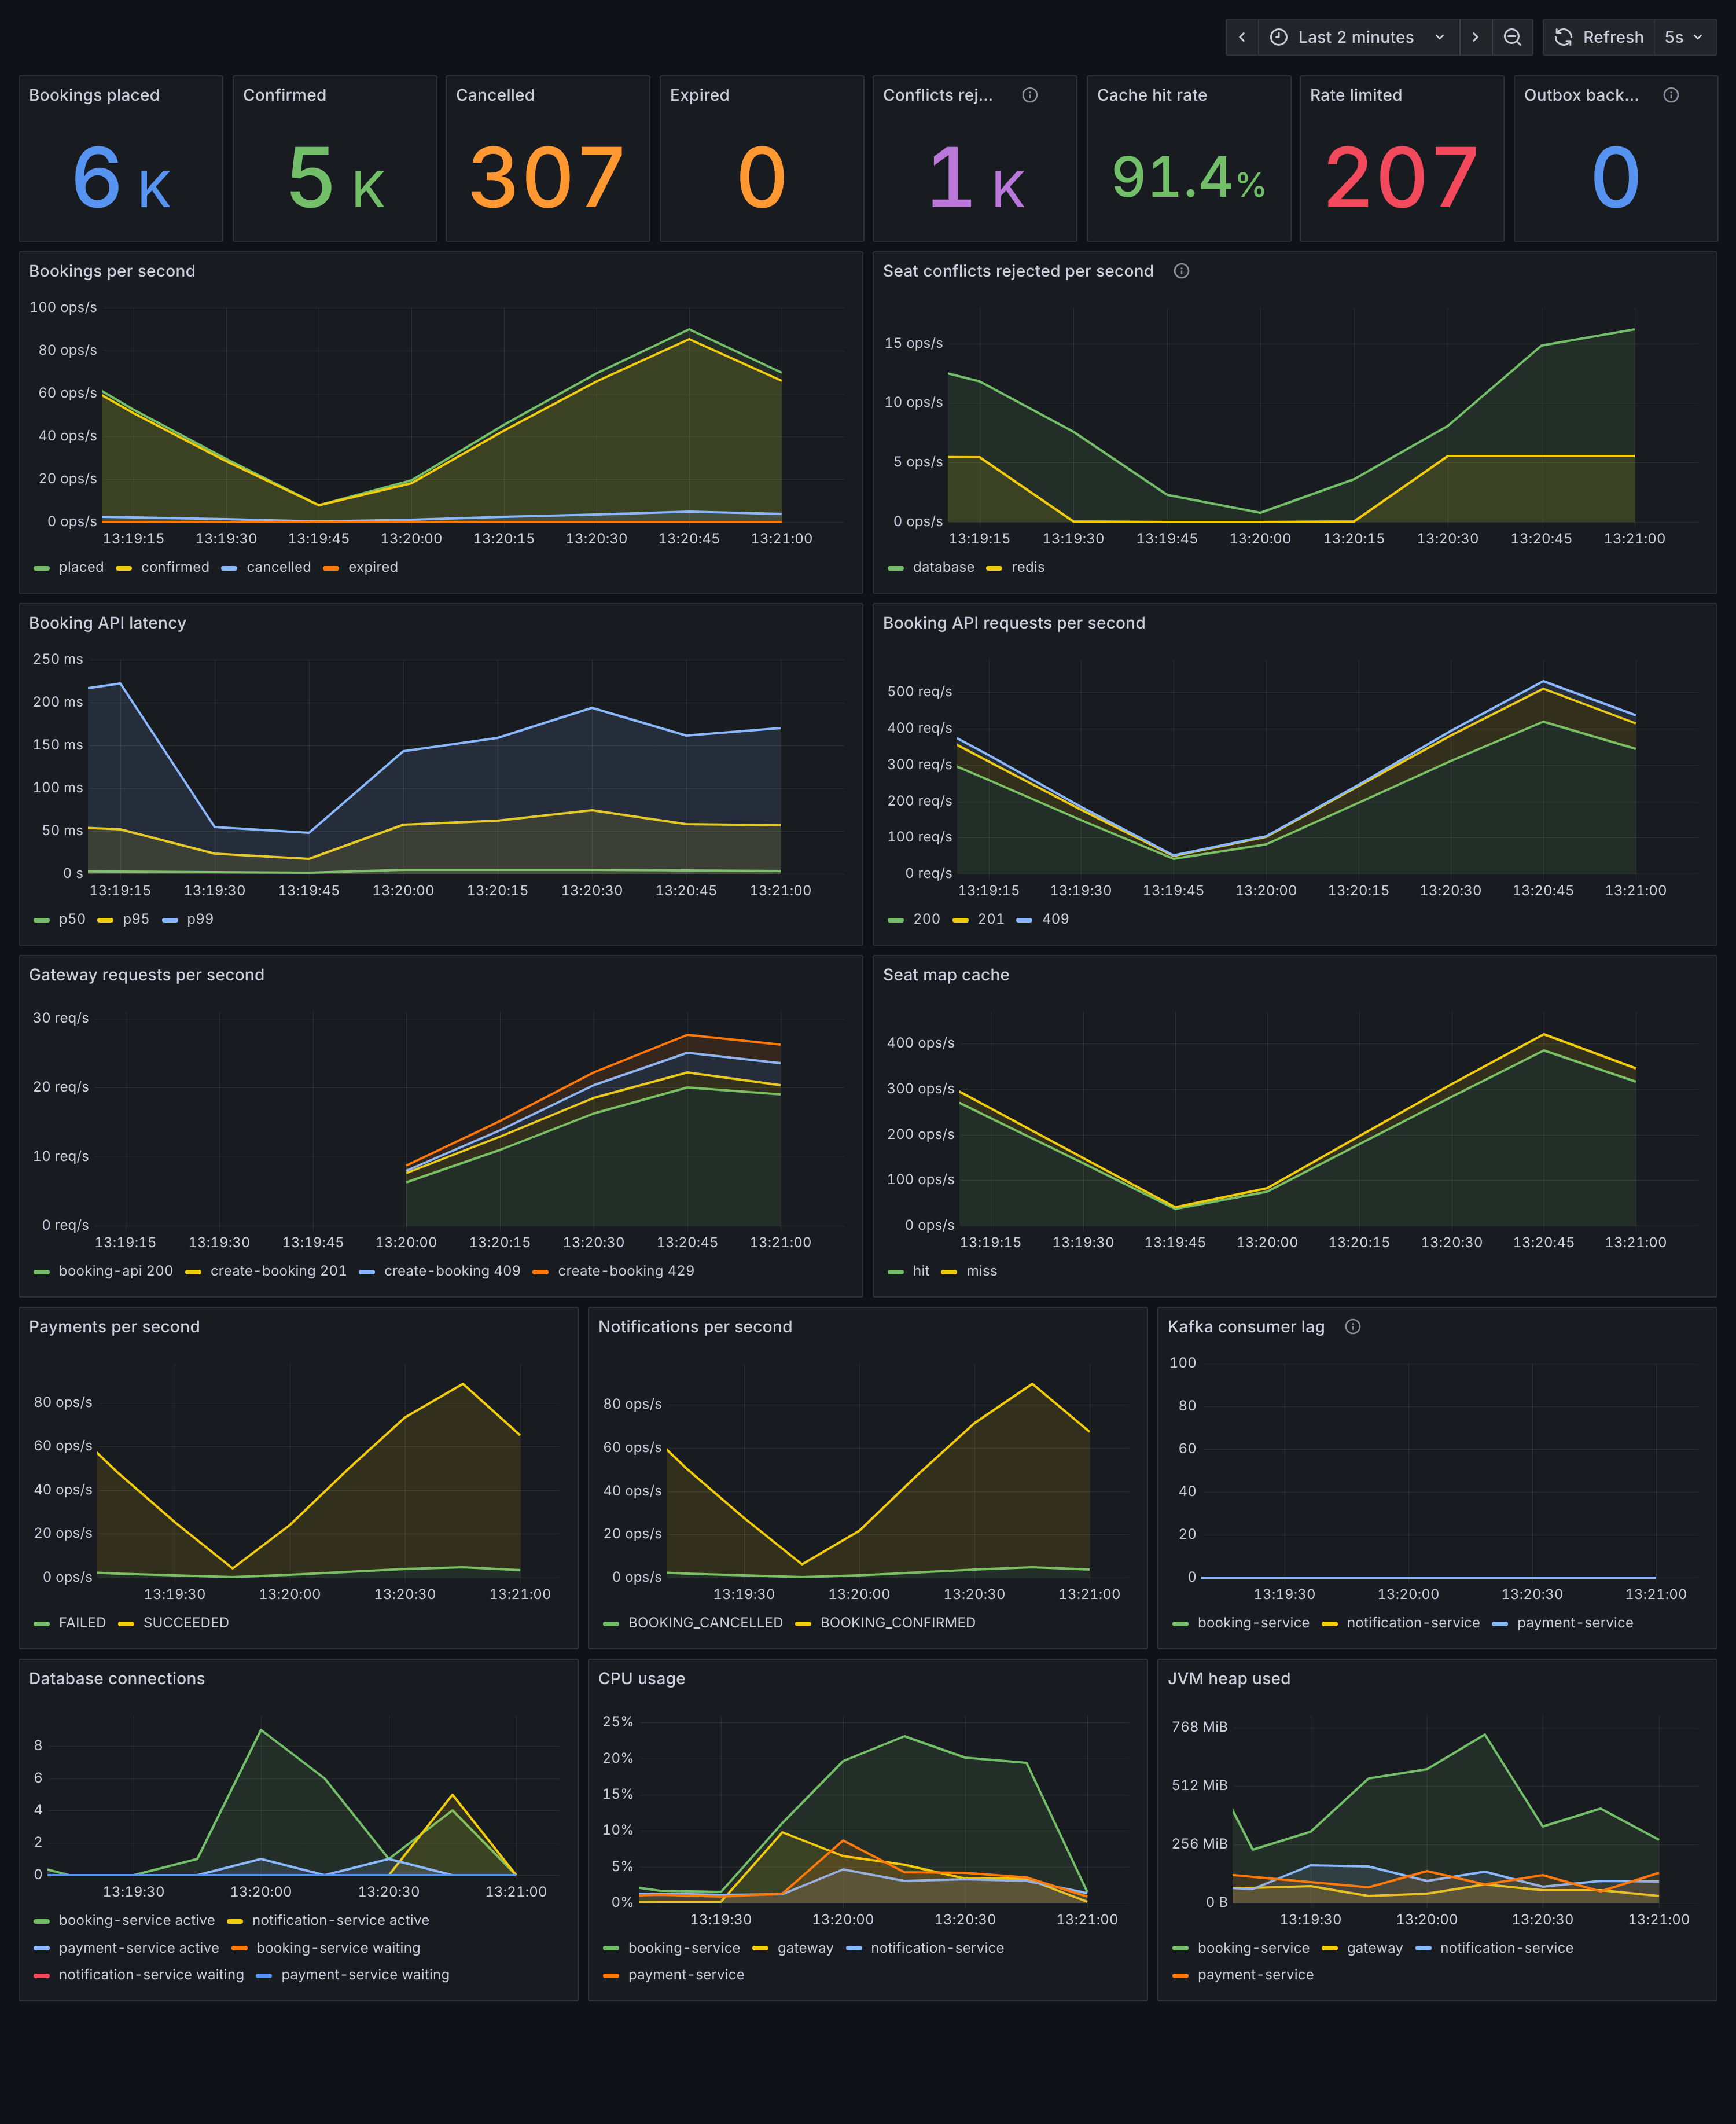 Last 2 minutes
Refresh
5s
Bookings placed
6 K
Confirmed
5 K
Cancelled
307
Expired
0
Conflicts rej...
1 K
Cache hit rate
91.4%
Rate limited
207
Outbox back...
0
Bookings per second
100 ops/s
80 ops/s
60 ops/s
40 ops/s
20 ops/s
0 ops/s
13:19:15 13:19:30 13:19:45 13:20:00 13:20:15 13:20:30 13:20:45 13:21:00
placed confirmed cancelled expired
Seat conflicts rejected per second
15 ops/s
10 ops/s
5 ops/s
0 ops/s
13:19:15 13:19:30 13:19:45 13:20:00 13:20:15 13:20:30 13:20:45 13:21:00
database redis
Booking API latency
250 ms
200 ms
150 ms
100 ms
50 ms
0 s
13:19:15 13:19:30 13:19:45 13:20:00 13:20:15 13:20:30 13:20:45 13:21:00
p50 p95 p99
Booking API requests per second
500 req/s
400 req/s
300 req/s
200 req/s
100 req/s
0 req/s
13:19:15 13:19:30 13:19:45 13:20:00 13:20:15 13:20:30 13:20:45 13:21:00
200 201 409
Gateway requests per second
30 req/s
20 req/s
10 req/s
0 req/s
13:19:15 13:19:30 13:19:45 13:20:00 13:20:15 13:20:30 13:20:45 13:21:00
booking-api 200 create-booking 201 create-booking 409 create-booking 429
Seat map cache
400 ops/s
300 ops/s
200 ops/s
100 ops/s
0 ops/s
13:19:15 13:19:30 13:19:45 13:20:00 13:20:15 13:20:30 13:20:45 13:21:00
hit miss
Payments per second
80 ops/s
60 ops/s
40 ops/s
20 ops/s
0 ops/s
13:19:30 13:20:00 13:20:30 13:21:00
FAILED SUCCEEDED
Notifications per second
80 ops/s
60 ops/s
40 ops/s
20 ops/s
0 ops/s
13:19:30 13:20:00 13:20:30 13:21:00
BOOKING_CANCELLED BOOKING_CONFIRMED
Kafka consumer lag
100
80
60
40
20
0
13:19:30 13:20:00 13:20:30 13:21:00
booking-service notification-service payment-service
Database connections
8
6
4
2
0
13:19:30 13:20:00 13:20:30 13:21:00
booking-service active notification-service active
payment-service active booking-service waiting
notification-service waiting payment-service waiting
CPU usage
25%
20%
15%
10%
5%
0%
13:19:30 13:20:00 13:20:30 13:21:00
booking-service gateway notification-service
payment-service
JVM heap used
768 MiB
512 MiB
256 MiB
0 B
13:19:30 13:20:00 13:20:30 13:21:00
booking-service gateway notification-service
payment-service